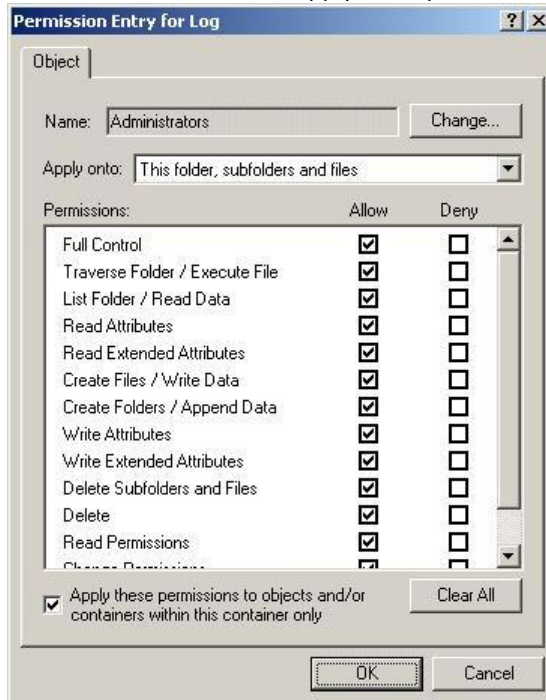 Permission Entry for Log
Object
Name: Administrators Change...
Apply onto: This folder, subfolders and files
Permissions: Allow Deny
Full Control
Traverse Folder / Execute File
List Folder / Read Data
Read Attributes
Read Extended Attributes
Create Files / Write Data
Create Folders / Append Data
Write Attributes
Write Extended Attributes
Delete Subfolders and Files
Delete
Read Permissions
Change Permissions
Apply these permissions to objects and/or
containers within this container only
Clear All
OK Cancel